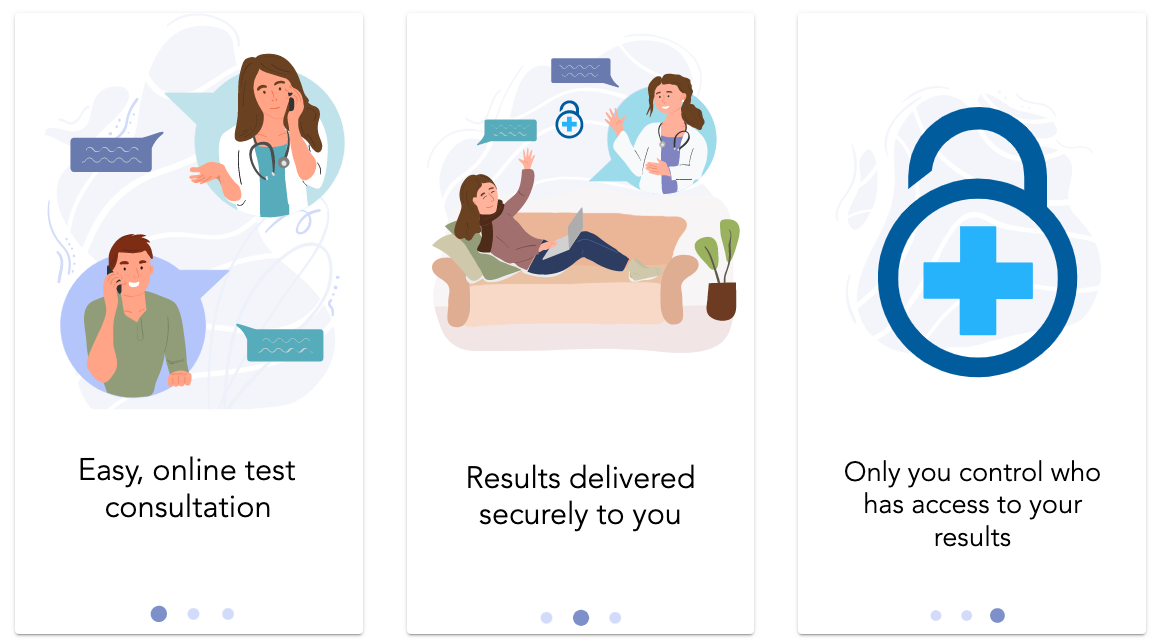 Easy, online test
consultation
Results delivered
securely to you
Only you control who
has access to your
results